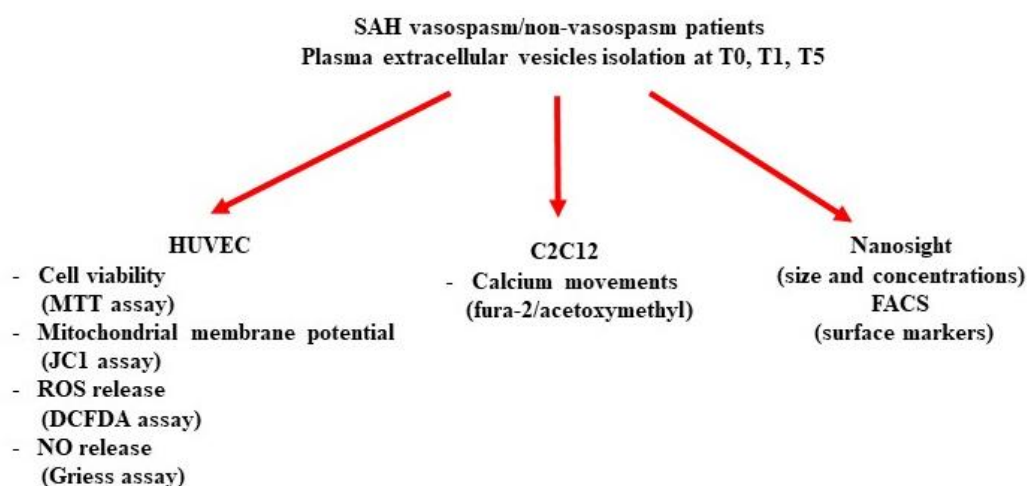 SAH vasospasm/non-vasospasm patients
Plasma extracellular vesicles isolation at T0, T1, T5
HUVEC
- Cell viability
(MTT assay)
- Mitochondrial membrane potential
(JC1 assay)
- ROS release
(DCFDA assay)
- NO release
(Griess assay)
C2C12
- Calcium movements
(fura-2/acetoxymethyl)
Nanosight
(size and concentrations)
FACS
(surface markers)